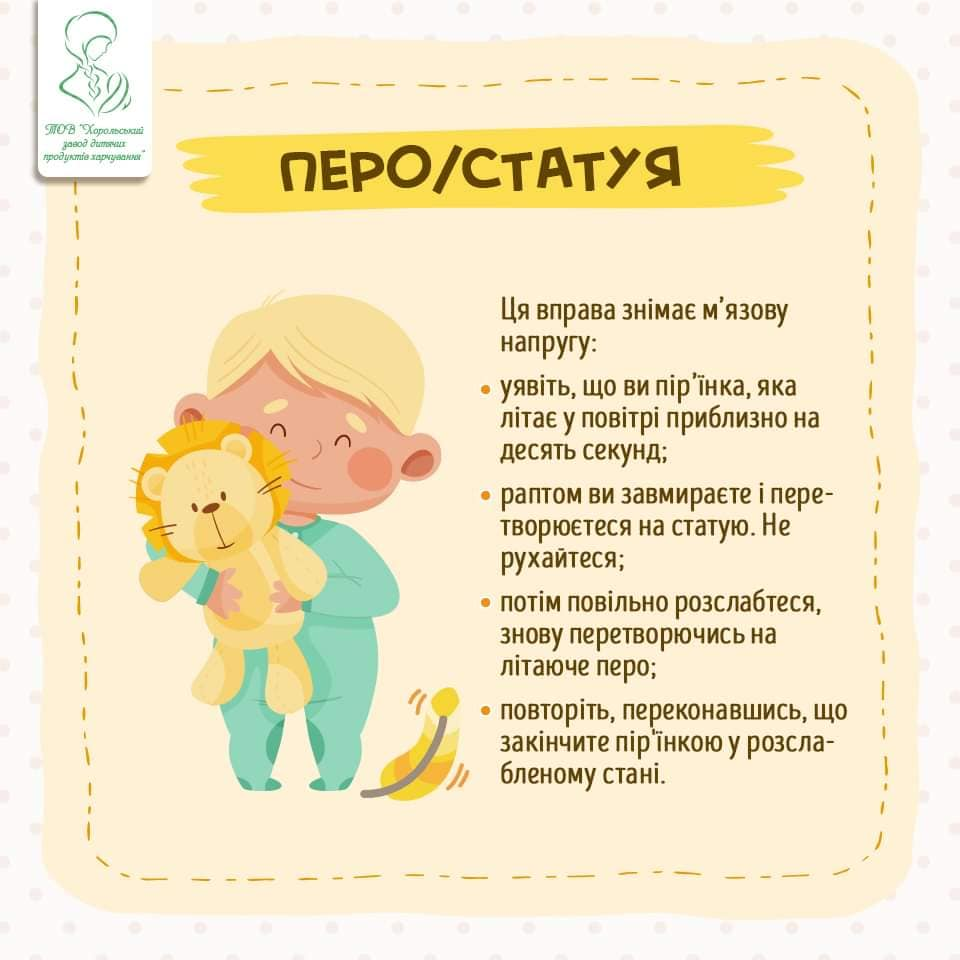 ТОВ "Хорольський
завод дитячих
продуктів харчування"
ПЕРО/СТАТУЯ
Ця вправа знімає м’язову
напругу:
• уявіть, що ви пір’їнка, яка
літає у повітрі приблизно на
десять секунд;
• раптом ви завмираєте і пере-
творюєтеся на статую. Не
рухайтеся;
• потім повільно розслабтеся,
знову перетворючись на
літаюче перо;
• повторіть, переконавшись, що
закінчите пір'їнкою у розсла-
бленому стані.